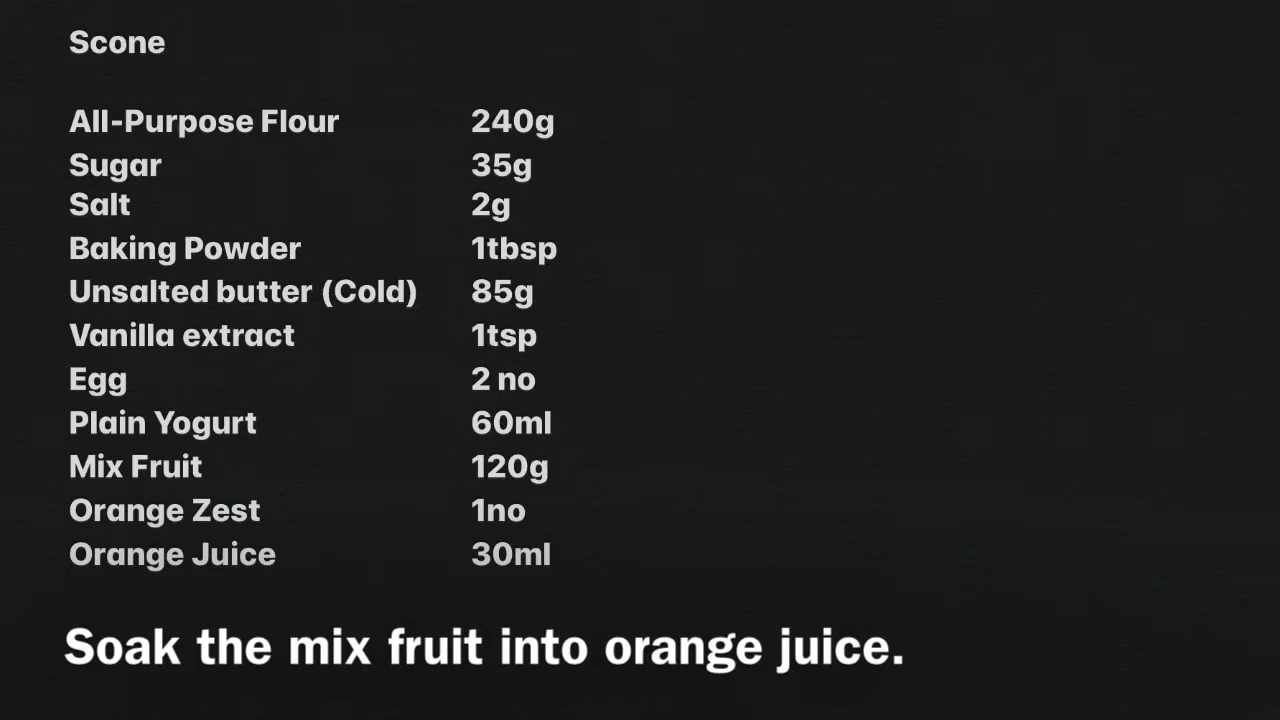 Scone
All-Purpose Flour 240g
Sugar 35g
Salt 2g
Baking Powder 1tbsp
Unsalted butter (Cold) 85g
Vanilla extract 1tsp
Egg 2 no
Plain Yogurt 60ml
Mix Fruit 120g
Orange Zest 1no
Orange Juice 30ml
Soak the mix fruit into orange juice.